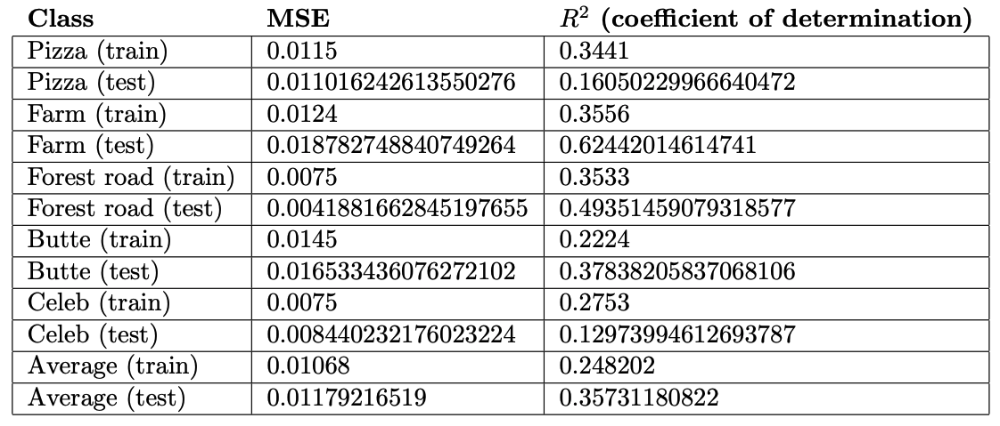 Class MSE R² (coefficient of determination)
Pizza (train) 0.0115 0.3441
Pizza (test) 0.011016242613550276 0.16050229966640472
Farm (train) 0.0124 0.3556
Farm (test) 0.018782748840749264 0.62442014614741
Forest road (train) 0.0075 0.3533
Forest road (test) 0.0041881662845197655 0.49351459079318577
Butte (train) 0.0145 0.2224
Butte (test) 0.016533436076272102 0.37838205837068106
Celeb (train) 0.0075 0.2753
Celeb (test) 0.008440232176023224 0.12973994612693787
Average (train) 0.01068 0.248202
Average (test) 0.01179216519 0.35731180822